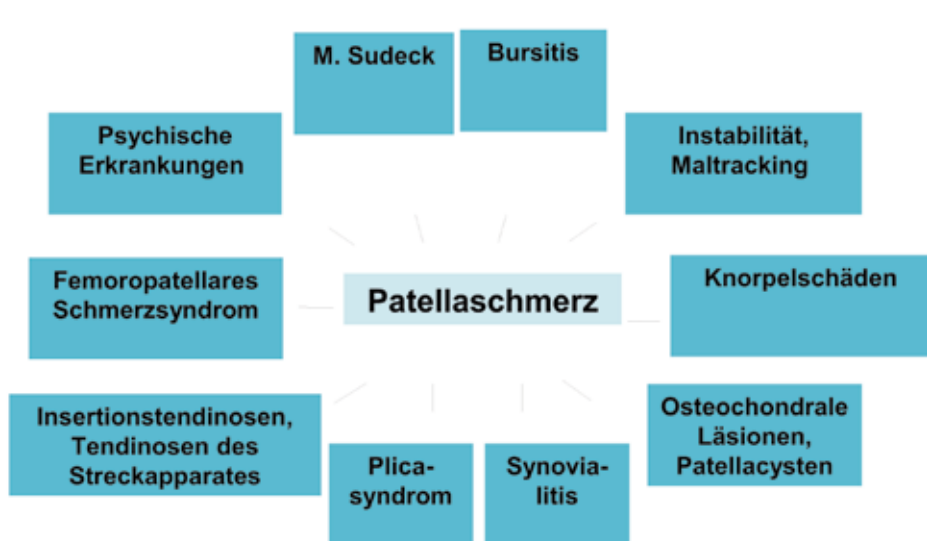 M. Sudeck
Bursitis
Psychische
Erkrankungen
Instabilität,
Maltracking
Femoropatellares
Schmerzsyndrom
Patellaschmerz
Knorpelschäden
Insertionstendinosen,
Tendinosen des
Streckapparates
Plica-
syndrom
Synovia-
litis
Osteochondrale
Läsionen,
Patellacysten